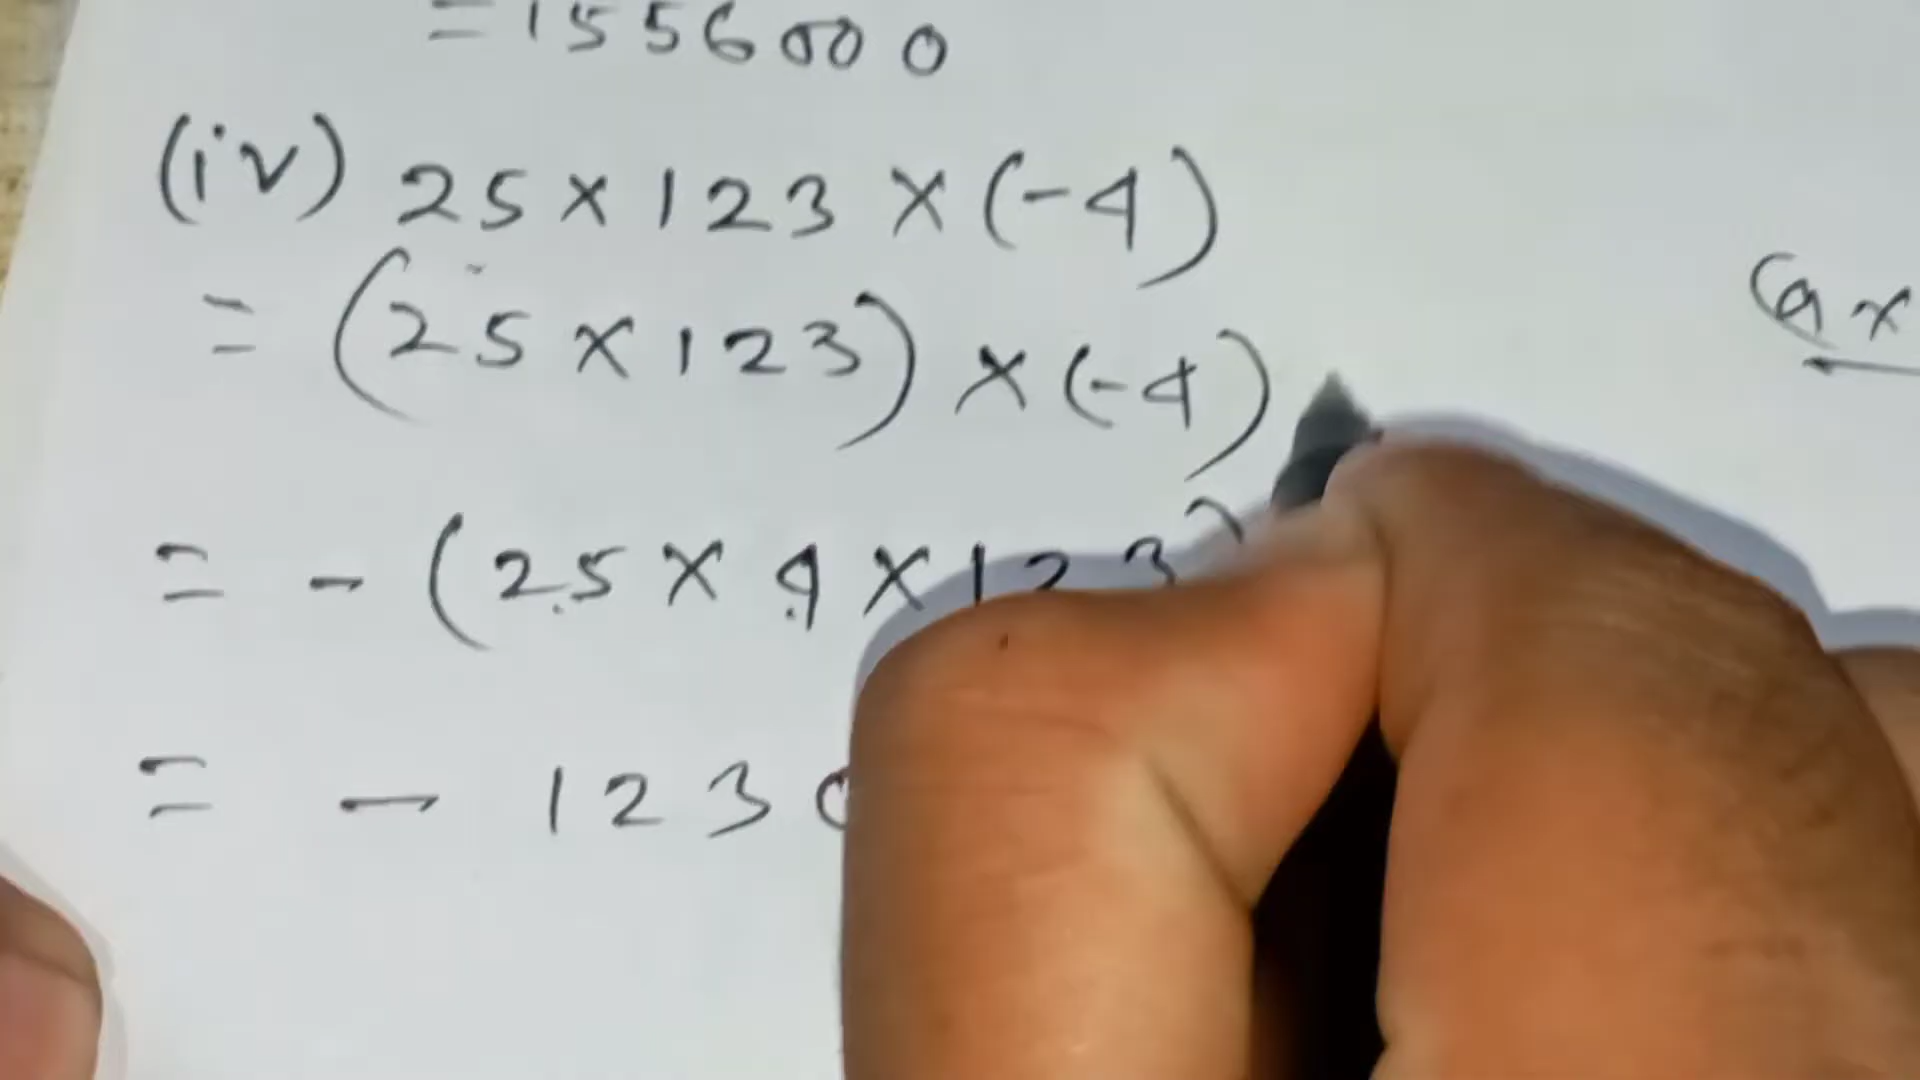 =1556000
(iv) 25×123×(-4)
= (25×123)×(-4)
(a×
= -(25×4×123)
= - 123